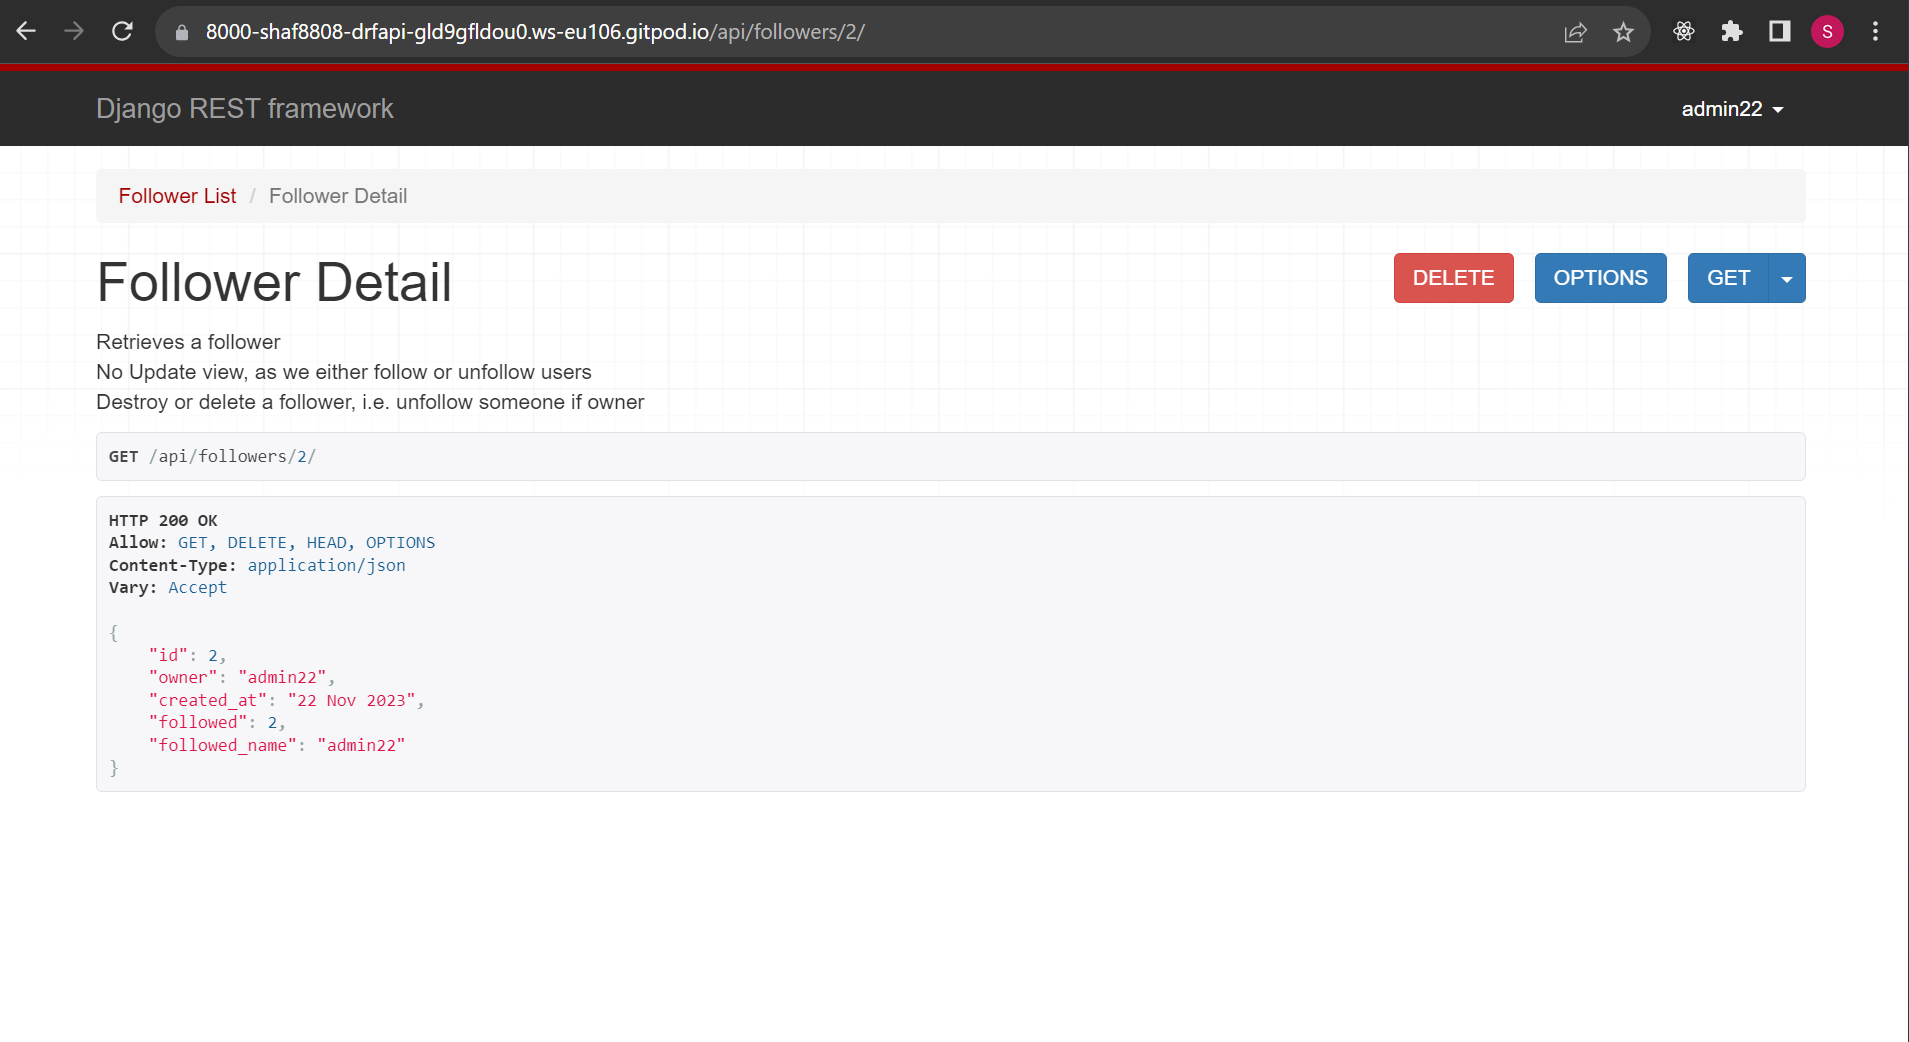 8000-shaf8808-drfapi-gld9gfldou0.ws-eu106.gitpod.io/api/followers/2/
S
Django REST framework
admin22
Follower List / Follower Detail
Follower Detail
DELETE
OPTIONS
GET
Retrieves a follower
No Update view, as we either follow or unfollow users
Destroy or delete a follower, i.e. unfollow someone if owner
GET /api/followers/2/
HTTP 200 OK
Allow: GET, DELETE, HEAD, OPTIONS
Content-Type: application/json
Vary: Accept
{
    "id": 2,
    "owner": "admin22",
    "created_at": "22 Nov 2023",
    "followed": 2,
    "followed_name": "admin22"
}